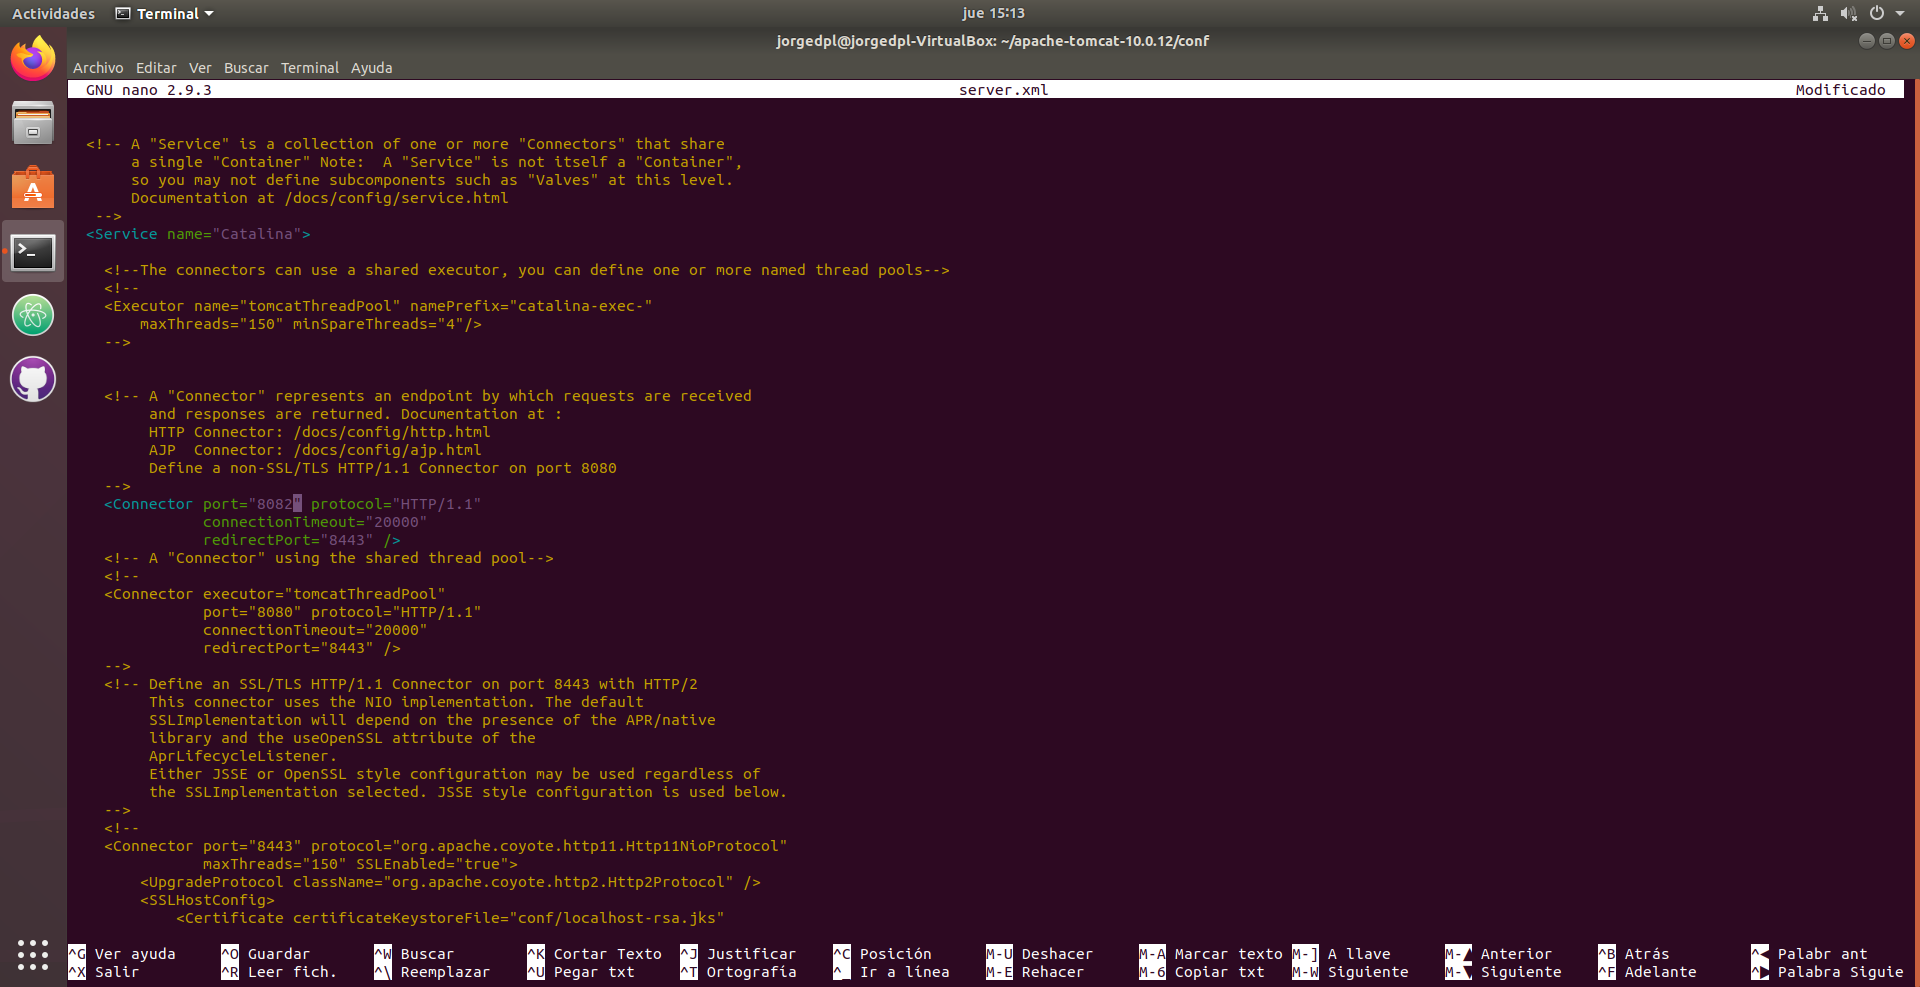 Actividades Terminal jue 15:13
jorgedpl@jorgedpl-VirtualBox: ~/apache-tomcat-10.0.12/conf
Archivo Editar Ver Buscar Terminal Ayuda
GNU nano 2.9.3 server.xml Modificado
<!-- A "Service" is a collection of one or more "Connectors" that share
a single "Container" Note:  A "Service" is not itself a "Container",
so you may not define subcomponents such as "Valves" at this level.
Documentation at /docs/config/service.html
-->
<Service name="Catalina">
<!--The connectors can use a shared executor, you can define one or more named thread pools-->
<!--
<Executor name="tomcatThreadPool" namePrefix="catalina-exec-"
maxThreads="150" minSpareThreads="4"/>
-->
<!-- A "Connector" represents an endpoint by which requests are received
and responses are returned. Documentation at :
HTTP Connector: /docs/config/http.html
AJP  Connector: /docs/config/ajp.html
Define a non-SSL/TLS HTTP/1.1 Connector on port 8080
-->
<Connector port="8082" protocol="HTTP/1.1"
connectionTimeout="20000"
redirectPort="8443" />
<!-- A "Connector" using the shared thread pool-->
<!--
<Connector executor="tomcatThreadPool"
port="8080" protocol="HTTP/1.1"
connectionTimeout="20000"
redirectPort="8443" />
-->
<!-- Define an SSL/TLS HTTP/1.1 Connector on port 8443 with HTTP/2
This connector uses the NIO implementation. The default
SSLImplementation will depend on the presence of the APR/native
library and the useOpenSSL attribute of the
AprLifecycleListener.
Either JSSE or OpenSSL style configuration may be used regardless of
the SSLImplementation selected. JSSE style configuration is used below.
-->
<!--
<Connector port="8443" protocol="org.apache.coyote.http11.Http11NioProtocol"
maxThreads="150" SSLEnabled="true">
<UpgradeProtocol className="org.apache.coyote.http2.Http2Protocol" />
<SSLHostConfig>
<Certificate certificateKeystoreFile="conf/localhost-rsa.jks"
^G Ver ayuda ^O Guardar ^W Buscar ^K Cortar Texto ^J Justificar ^C Posición M-U Deshacer M-A Marcar texto M-] A llave M-▲ Anterior ^B Atrás ^◀ Palabr ant
^X Salir ^R Leer fich. ^\ Reemplazar ^U Pegar txt ^T Ortografía ^_ Ir a línea M-E Rehacer M-6 Copiar txt M-W Siguiente M-▼ Siguiente ^F Adelante ^▶ Palabra Siguie